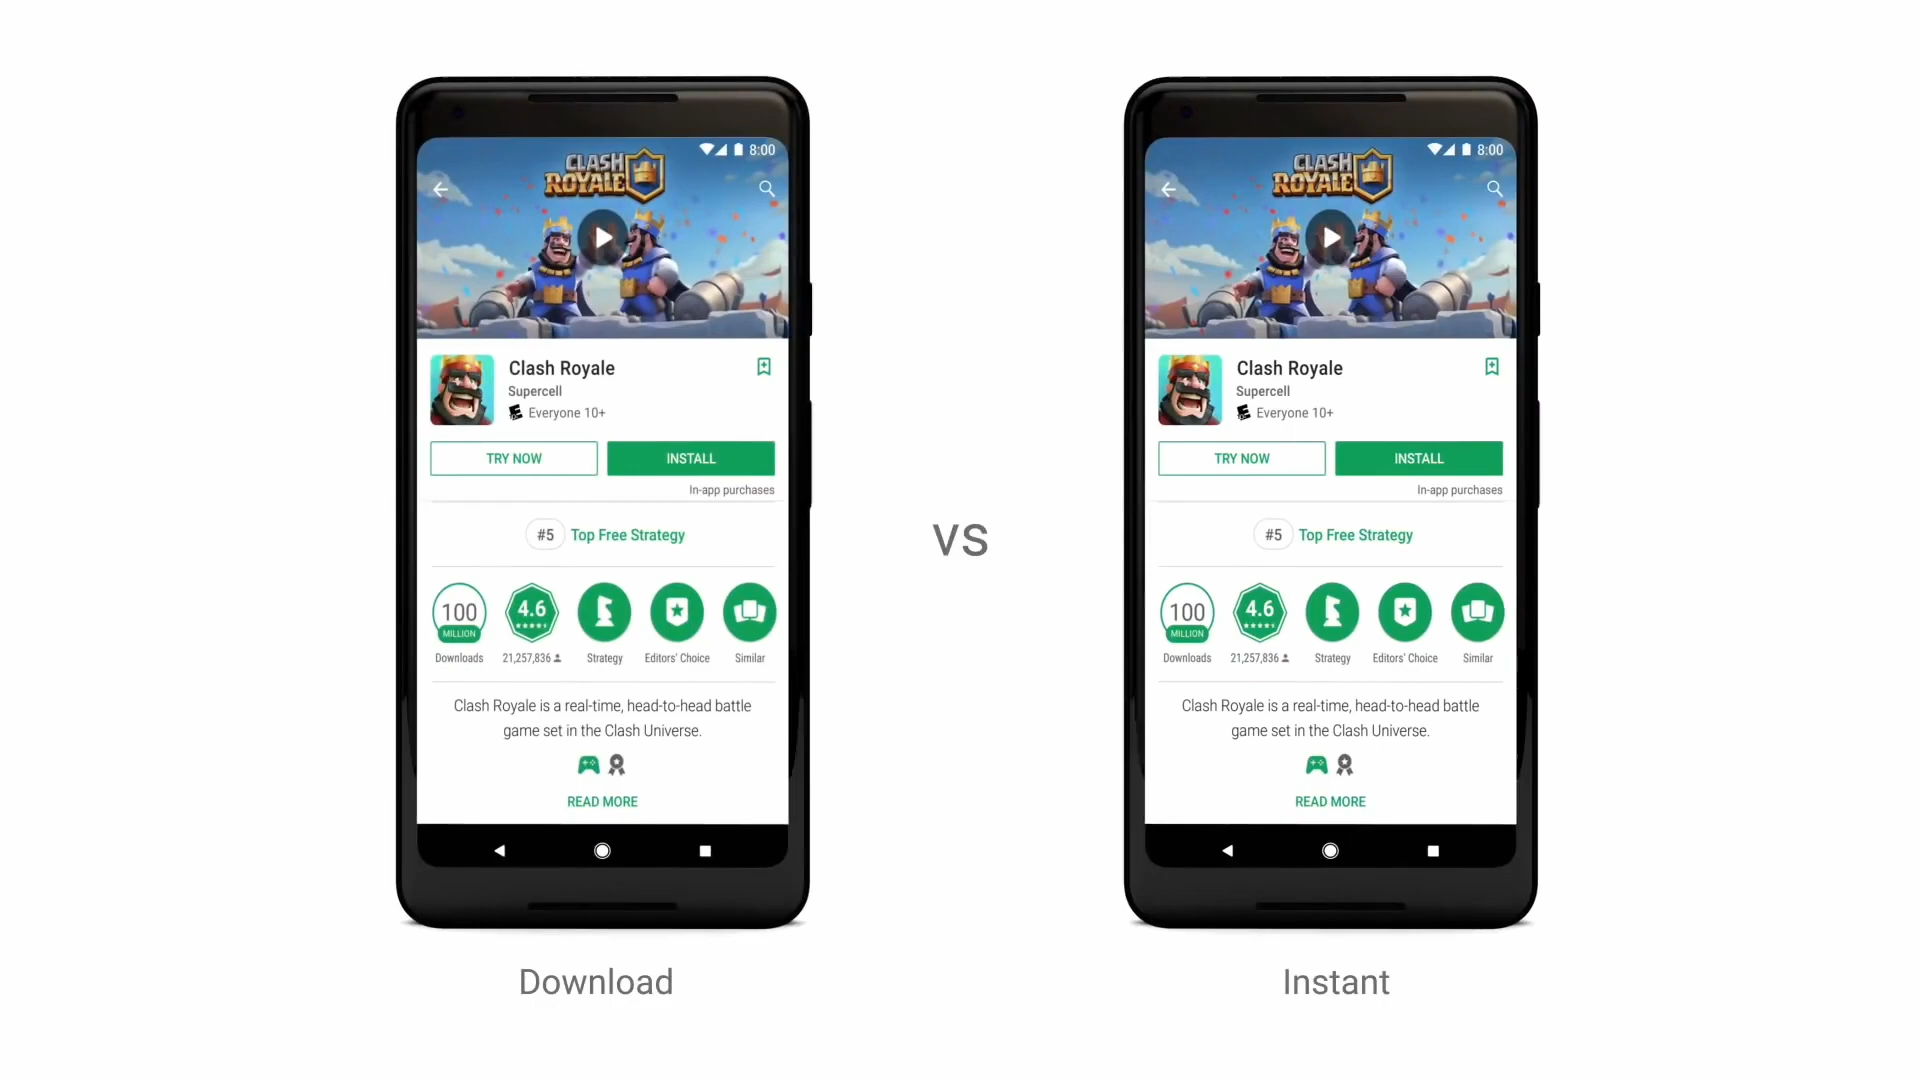 8:00
CLASH
ROYALE
Clash Royale
Supercell
E Everyone 10+
TRY NOW
INSTALL
In-app purchases
#5 Top Free Strategy
100
MILLION
4.6
Downloads
21,257,836
Strategy
Editors' Choice
Similar
Clash Royale is a real-time, head-to-head battle
game set in the Clash Universe.
READ MORE
Download
vs
8:00
CLASH
ROYALE
Clash Royale
Supercell
E Everyone 10+
TRY NOW
INSTALL
In-app purchases
#5 Top Free Strategy
100
MILLION
4.6
Downloads
21,257,836
Strategy
Editors' Choice
Similar
Clash Royale is a real-time, head-to-head battle
game set in the Clash Universe.
READ MORE
Instant